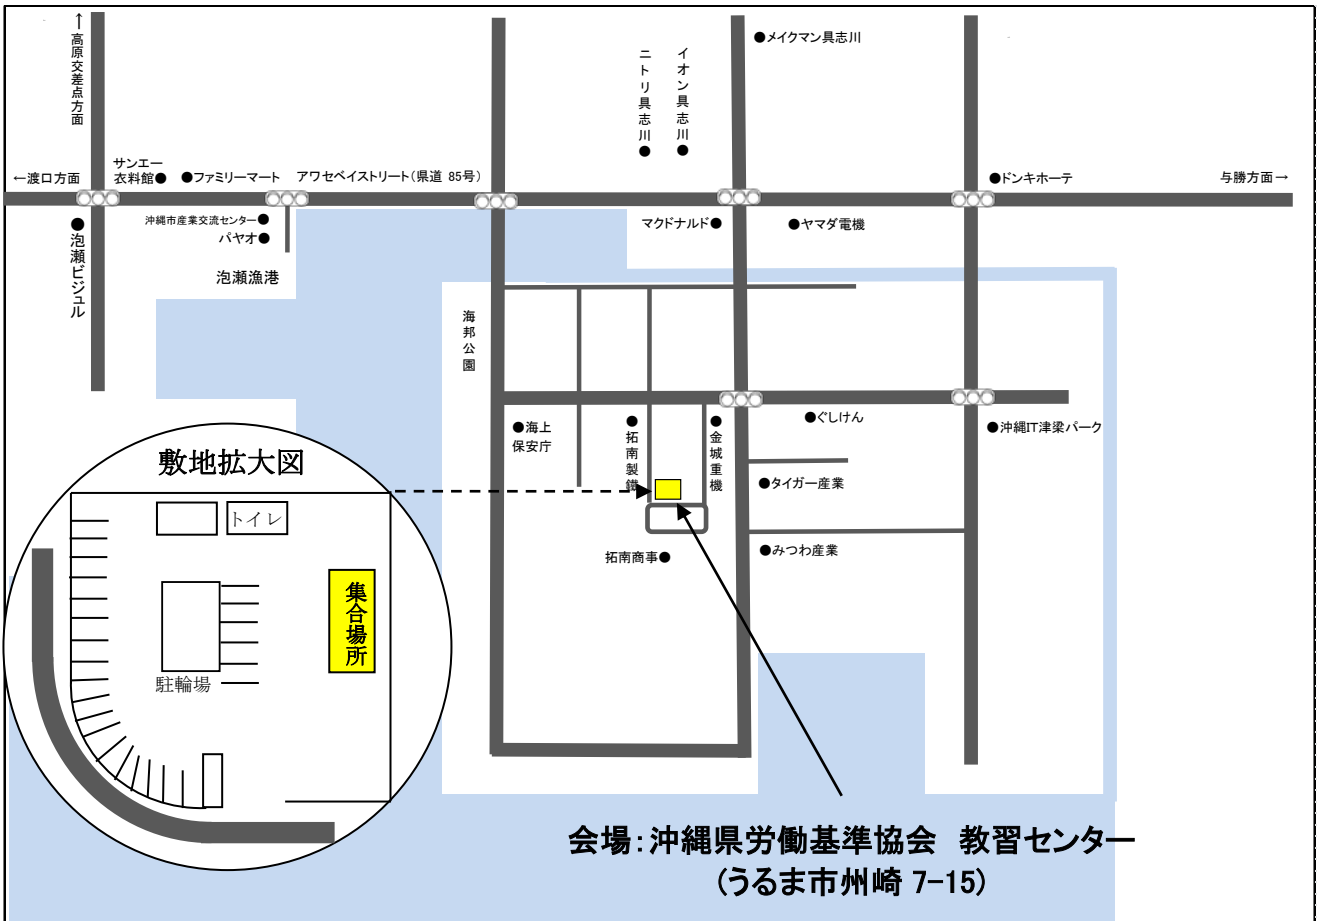 ↑高原交差点方面
●メイクマン具志川
ニトリ具志川●
イオン具志川●
←渡口方面
サンエー
衣料館●
●ファミリーマート
アワセベイストリート(県道 85号)
●ドンキホーテ
与勝方面→
●泡瀬ビジュル
沖縄市産業交流センター●
パヤオ●
泡瀬漁港
マクドナルド●
●ヤマダ電機
海邦公園
●海上
保安庁
●拓南製鐵
●金城重機
●ぐしけん
●沖縄IT津梁パーク
●タイガー産業
●みつわ産業
拓南商事●
敷地拡大図
トイレ
集合場所
駐輪場
会場:沖縄県労働基準協会 教習センター
(うるま市州崎 7-15)